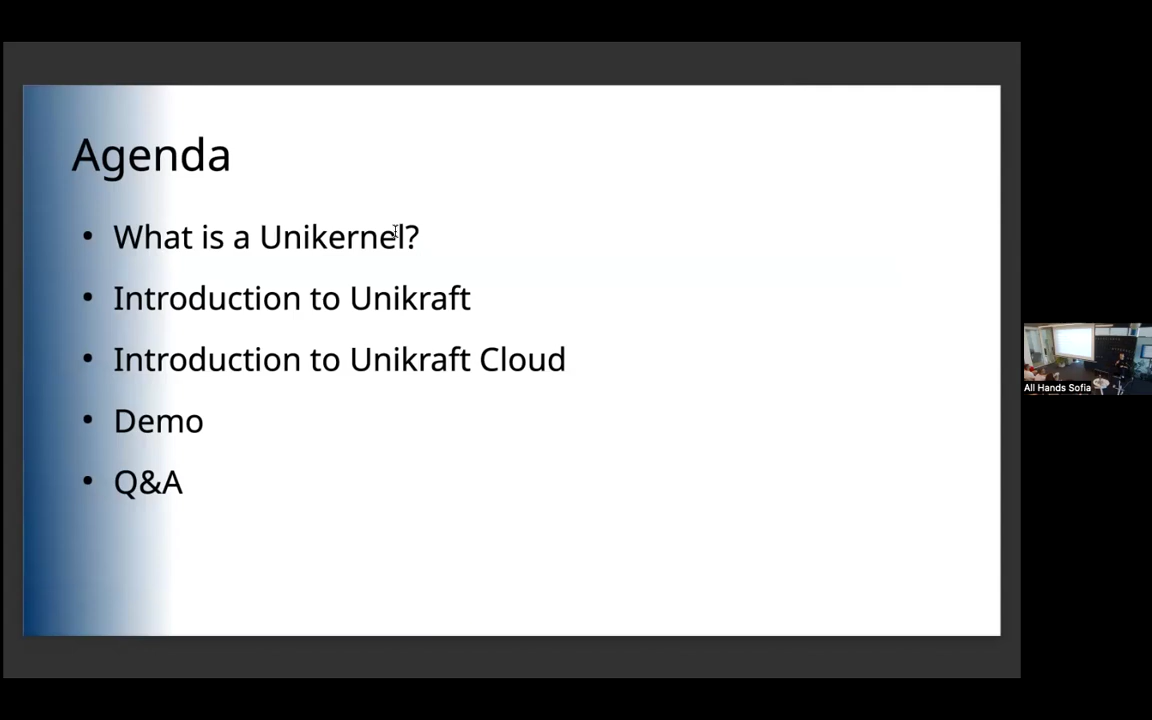 Agenda
• What is a Unikernel?
• Introduction to Unikraft
• Introduction to Unikraft Cloud
• Demo
• Q&A
All Hands Sofia